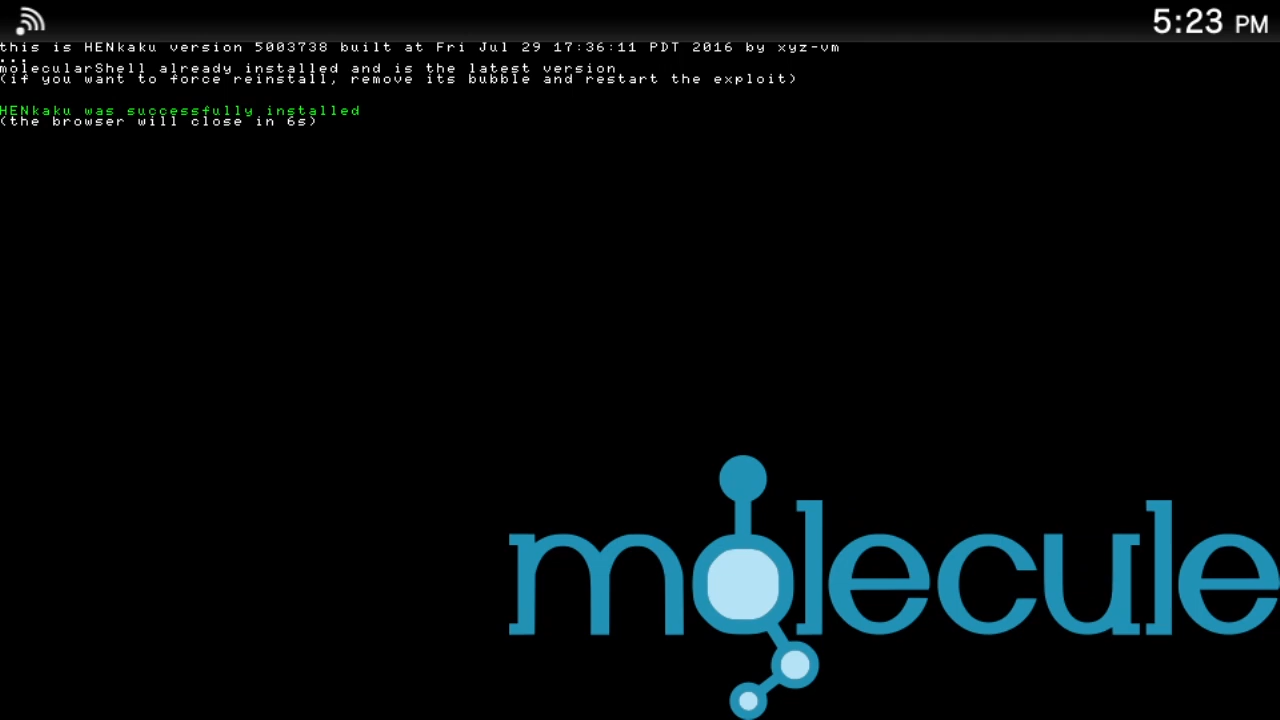 5:23 PM
this is HENkaku version 5003738 built at Fri Jul 29 17:36:11 PDT 2016 by xyz-vm
...
molecularShell already installed and is the latest version
(if you want to force reinstall, remove its bubble and restart the exploit)
HENkaku was successfully installed
(the browser will close in 6s)
molecule